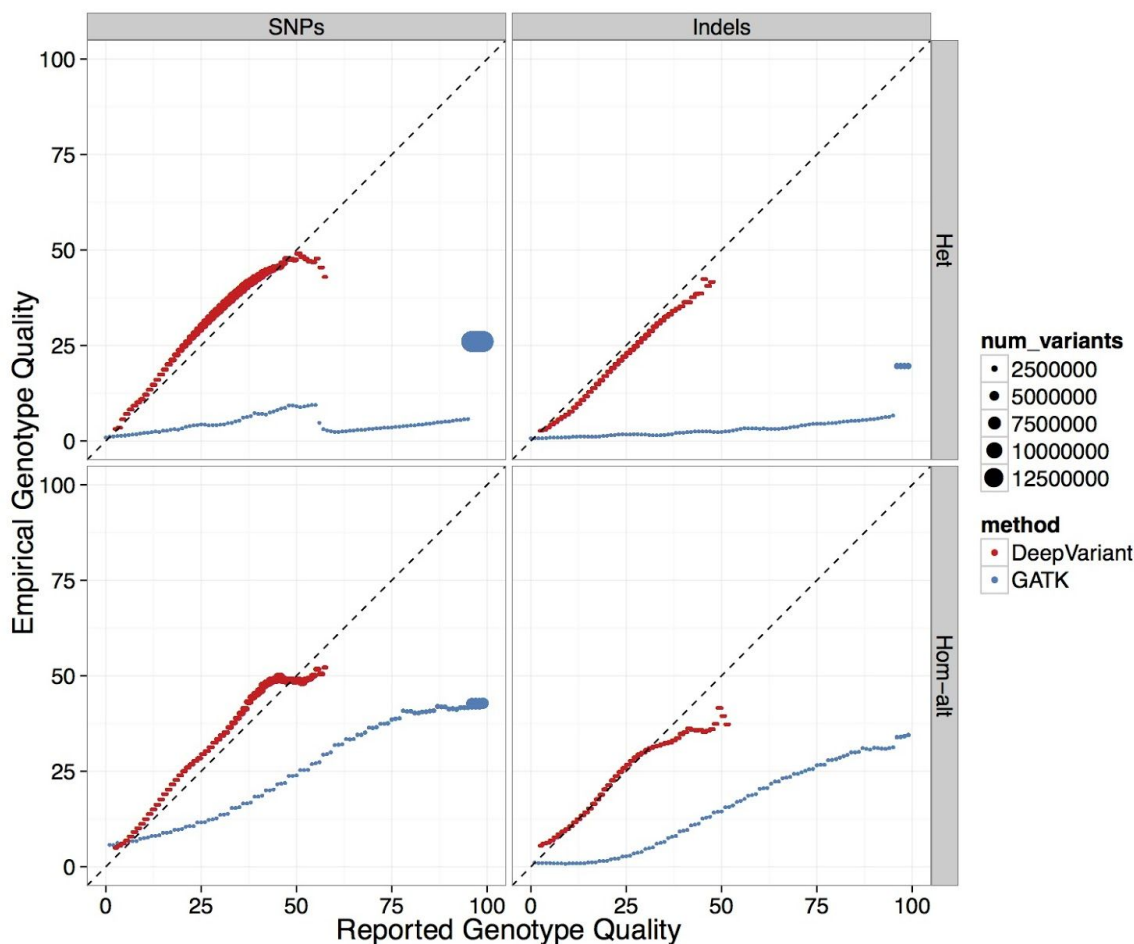 SNPs
Indels
100
75
50
25
0
Het
100
75
50
25
0
Hom-alt
Empirical Genotype Quality
0
25
50
75
100
0
25
50
75
100
Reported Genotype Quality
num_variants
2500000
5000000
7500000
10000000
12500000
method
DeepVariant
GATK